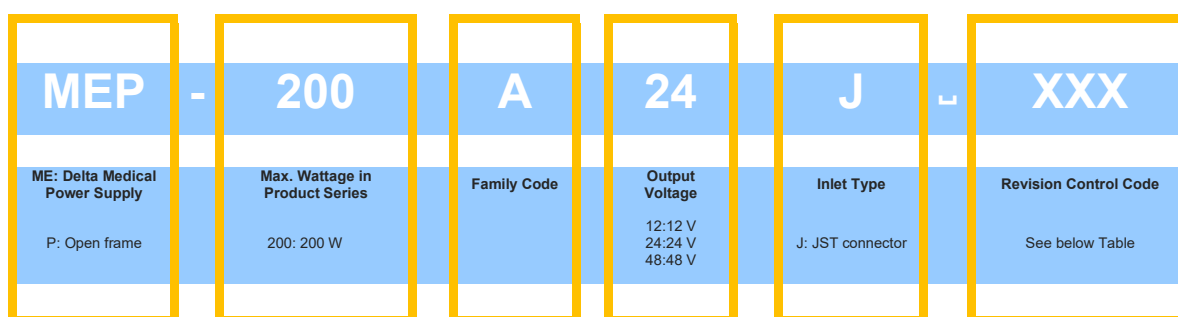 MEP - 200 A 24 J ␣ XXX
ME: Delta Medical
Power Supply
P: Open frame
Max. Wattage in
Product Series
200: 200 W
Family Code
Output
Voltage
12:12 V
24:24 V
48:48 V
Inlet Type
J: JST connector
Revision Control Code
See below Table